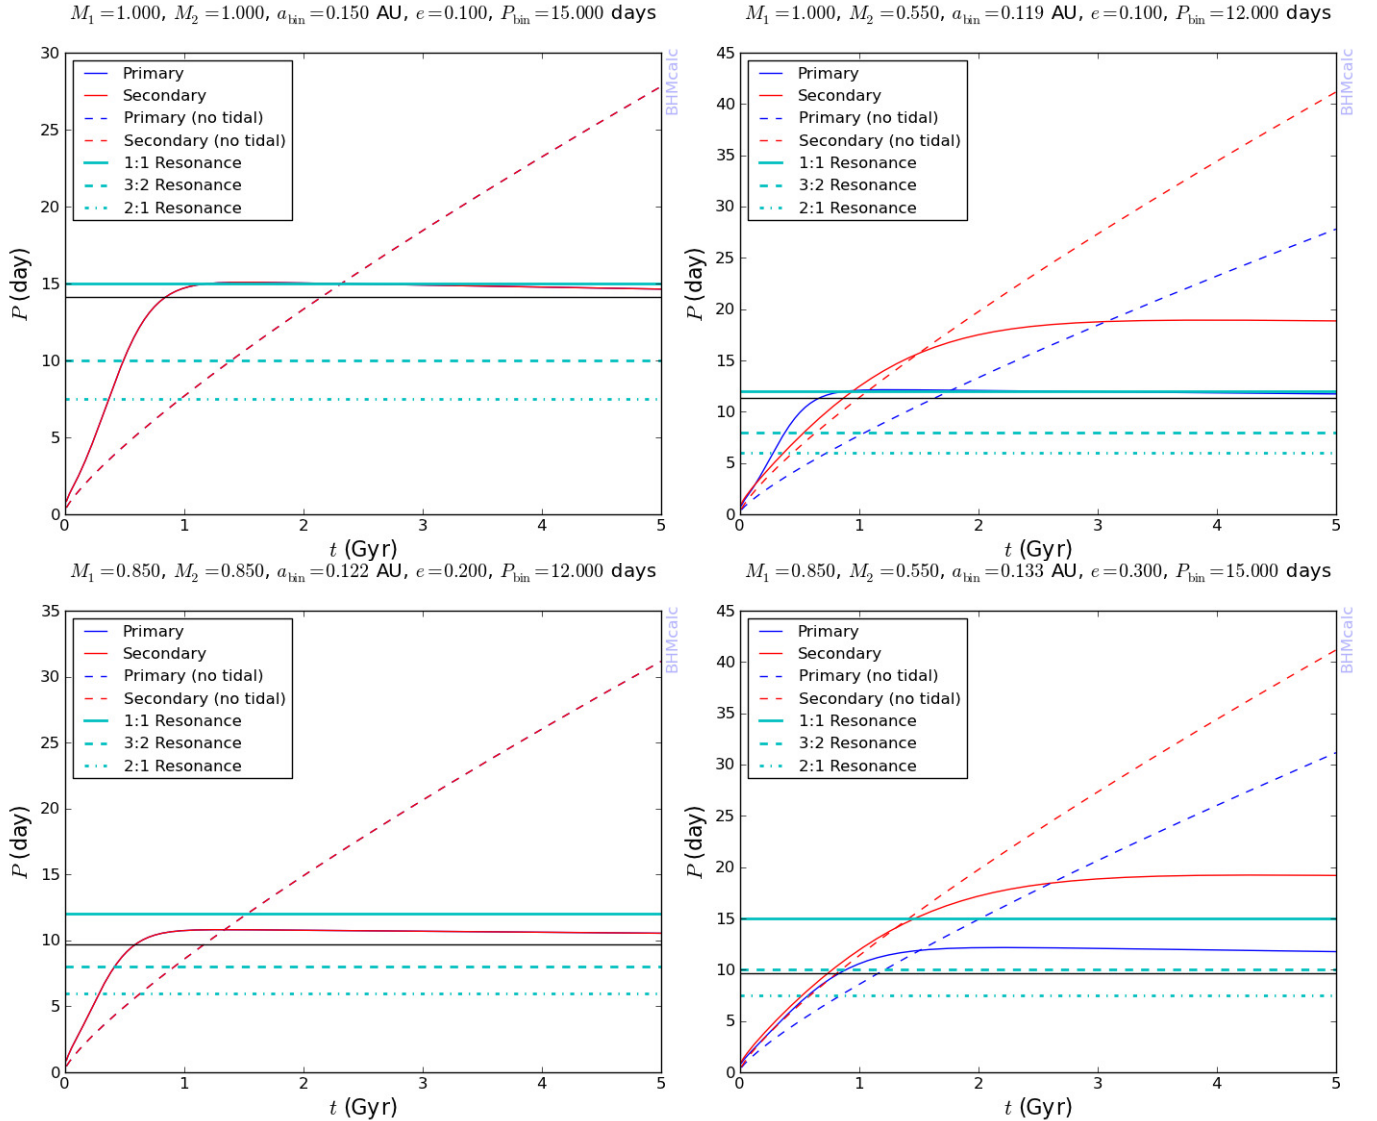 M₁=1.000, M₂=1.000, a_bin=0.150 AU, e=0.100, P_bin=15.000 days
30
25
20
15
10
5
0
P (day)
Primary
Secondary
Primary (no tidal)
Secondary (no tidal)
1:1 Resonance
3:2 Resonance
2:1 Resonance
BHMcalc
0 1 2 3 4 5
t (Gyr)
M₁=1.000, M₂=0.550, a_bin=0.119 AU, e=0.100, P_bin=12.000 days
45
40
35
30
25
20
15
10
5
0
P (day)
Primary
Secondary
Primary (no tidal)
Secondary (no tidal)
1:1 Resonance
3:2 Resonance
2:1 Resonance
BHMcalc
0 1 2 3 4 5
t (Gyr)
M₁=0.850, M₂=0.850, a_bin=0.122 AU, e=0.200, P_bin=12.000 days
35
30
25
20
15
10
5
0
P (day)
Primary
Secondary
Primary (no tidal)
Secondary (no tidal)
1:1 Resonance
3:2 Resonance
2:1 Resonance
BHMcalc
0 1 2 3 4 5
t (Gyr)
M₁=0.850, M₂=0.550, a_bin=0.133 AU, e=0.300, P_bin=15.000 days
45
40
35
30
25
20
15
10
5
0
P (day)
Primary
Secondary
Primary (no tidal)
Secondary (no tidal)
1:1 Resonance
3:2 Resonance
2:1 Resonance
BHMcalc
0 1 2 3 4 5
t (Gyr)